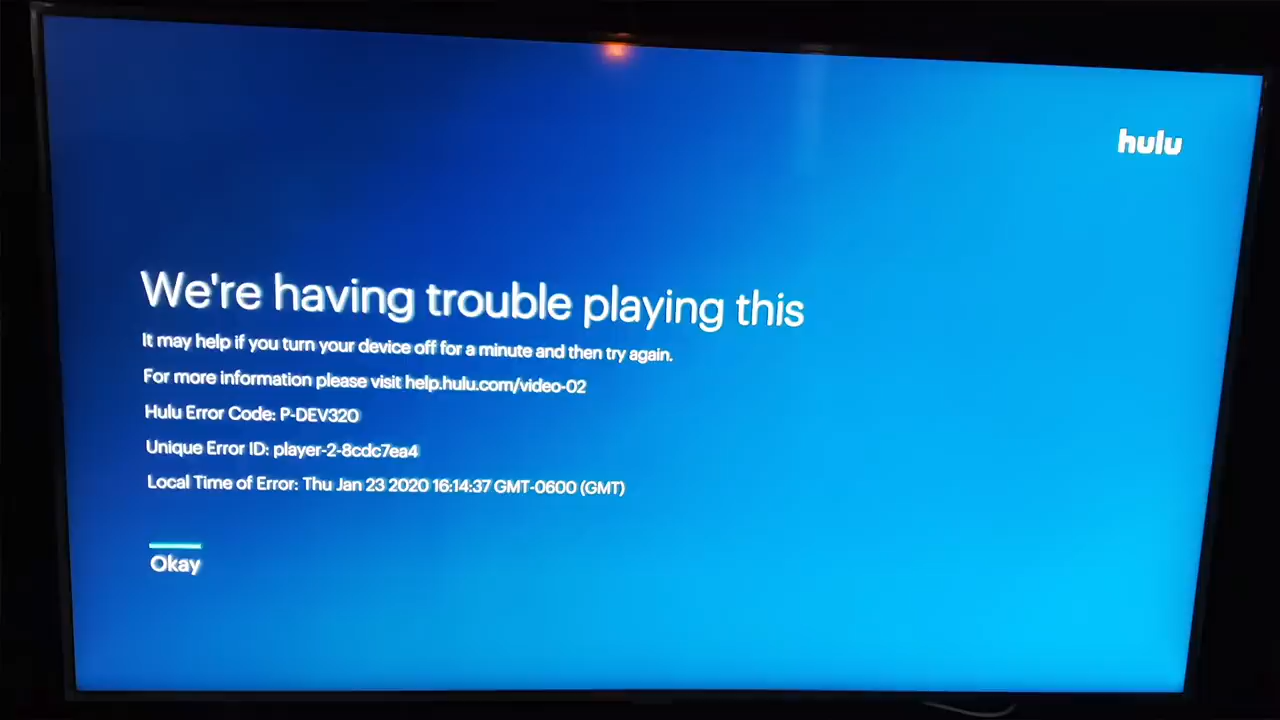 hulu
We're having trouble playing this
It may help if you turn your device off for a minute and then try again.
For more information please visit help.hulu.com/video-02
Hulu Error Code: P-DEV320
Unique Error ID: player-2-8cdc7ea4
Local Time of Error: Thu Jan 23 2020 16:14:37 GMT-0600 (GMT)
Okay